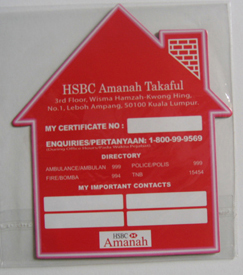 HSBC Amanah Takaful
3rd Floor, Wisma Hamzah-Kwong Hing,
No.1, Leboh Ampang, 50100 Kuala Lumpur.
MY CERTIFICATE NO :
ENQUIRIES/PERTANYAAN: 1-800-99-9569
DIRECTORY
AMBULANCE/AMBULAN 999 POLICE/POLIS 999
FIRE/BOMBA 994 TNB 15454
MY IMPORTANT CONTACTS
HSBC
Amanah